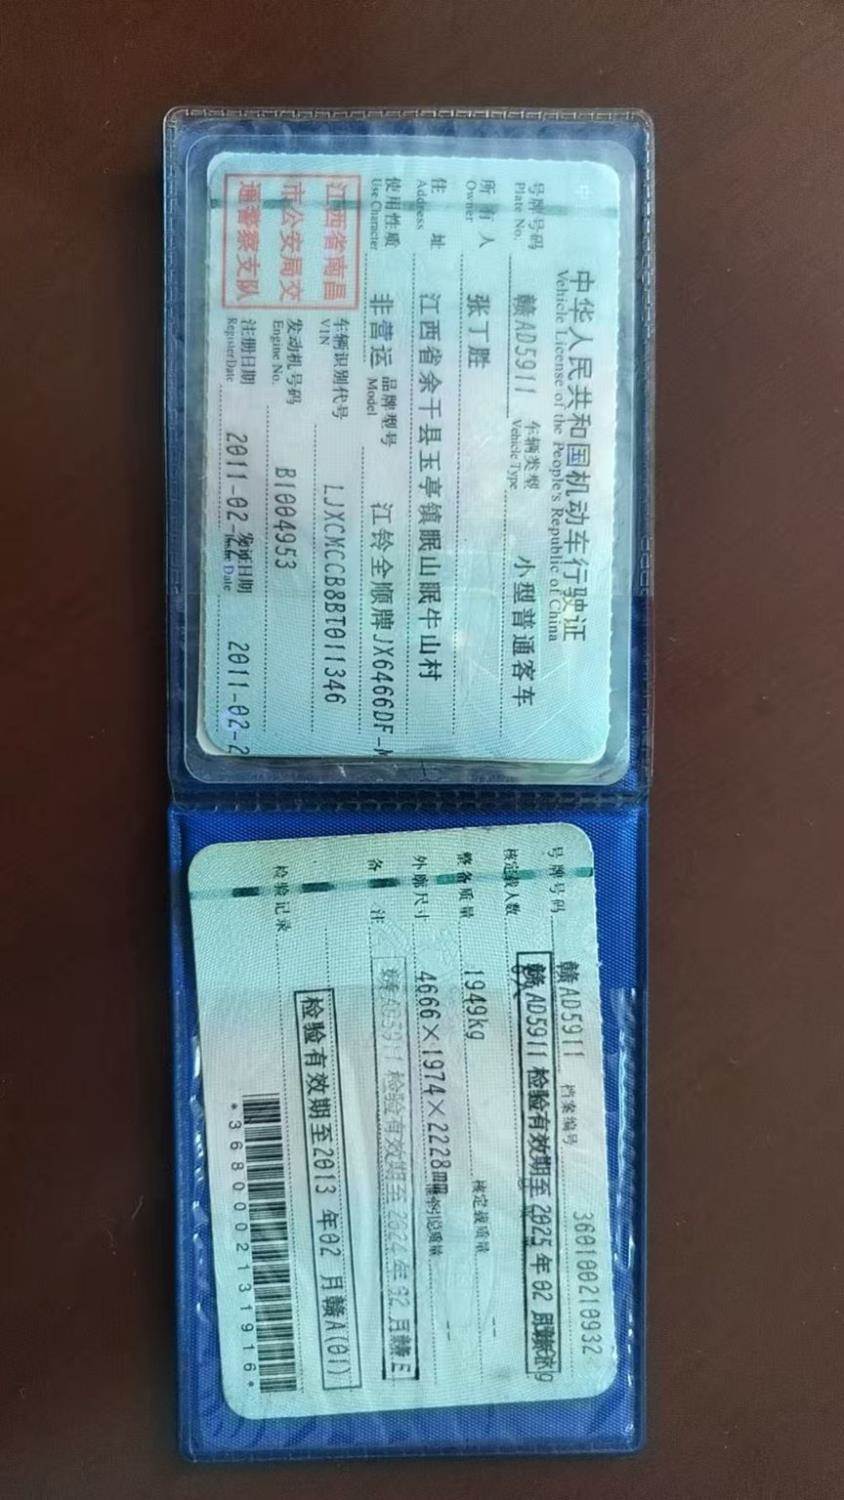 中华人民共和国机动车行驶证
Vehicle License of the People's Republic of China
号牌号码 赣AD5911 车辆类型 小型普通客车
Plate No. Vehicle Type
所有人 张丁胜
Owner
住址 江西省余干县玉亭镇眠山眠牛山村
Address
使用性质 非营运 品牌型号 江铃全顺牌JX6466DF-M
Use Character Model
江西省南昌
市公安局交
通警察支队
车辆识别代号 LJXCMCCB8BT011346
VIN
发动机号码 B1004953
Engine No.
注册日期 2011-02-2 发证日期 2011-02-2
Register Date Issue Date
号牌号码 赣AD5911 档案编号 360100210932
核定载人数
赣AD5911 检验有效期至2025年02月
整备质量 1949kg 核定载质量 --
外廓尺寸 4666×1974×2228mm --
备注 赣AD5911 检验有效期至2024年02月赣E
检验有效期至2013年02月赣A(01)
检验记录
*3680002131916*